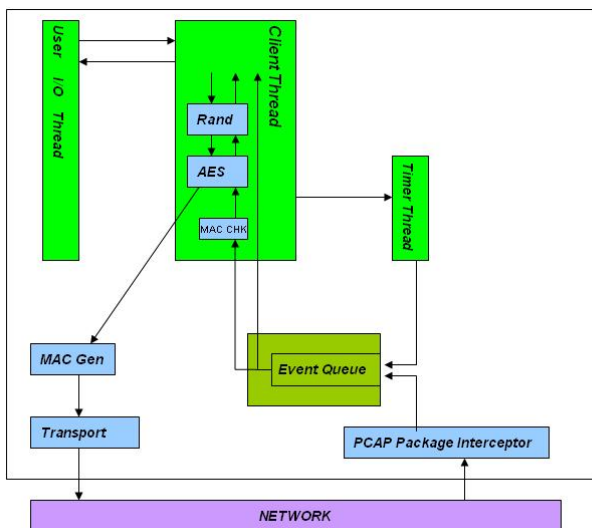 User I/O Thread
Client Thread
Rand
AES
MAC CHK
Timer Thread
MAC Gen
Event Queue
Transport
PCAP Package Interceptor
NETWORK